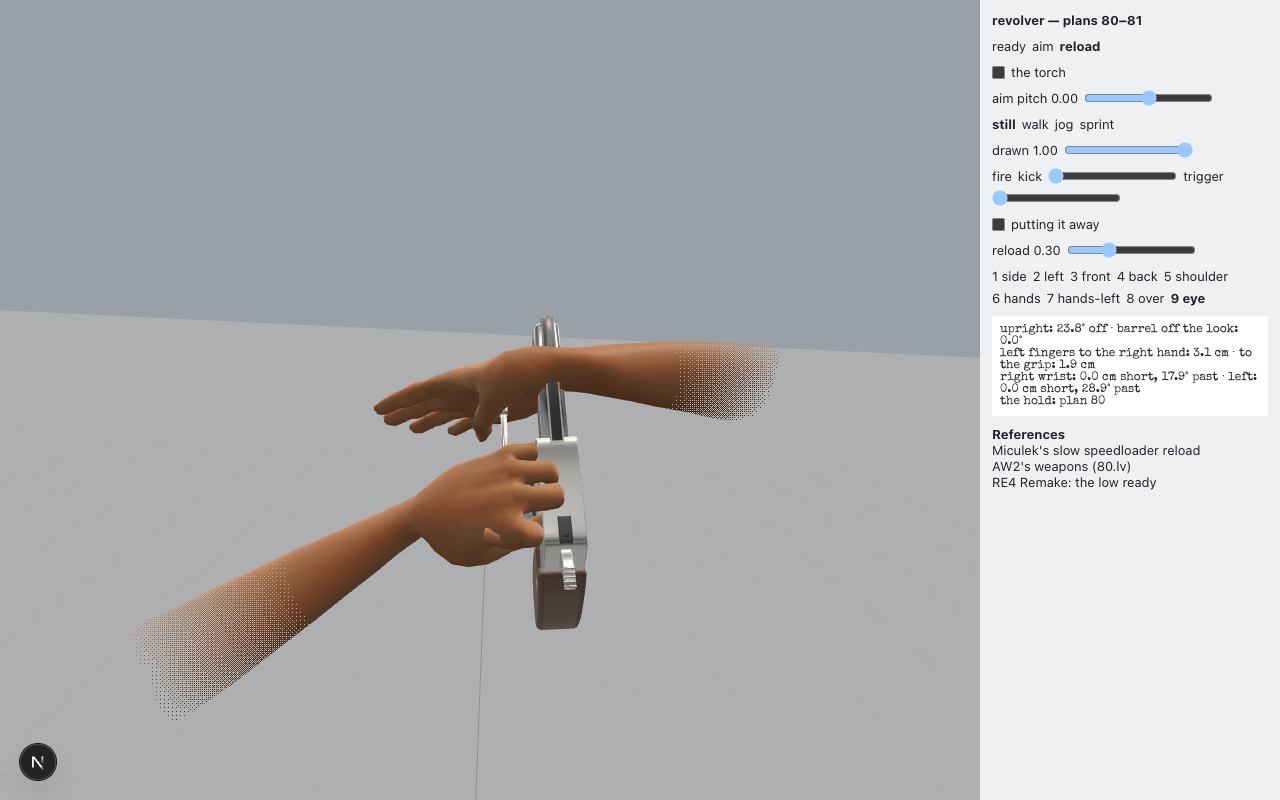 revolver — plans 80–81
ready aim reload
the torch
aim pitch 0.00
still walk jog sprint
drawn 1.00
fire kick trigger
putting it away
reload 0.30
1 side 2 left 3 front 4 back 5 shoulder
6 hands 7 hands-left 8 over 9 eye
upright: 23.8° off · barrel off the look:
0.0°
left fingers to the right hand: 3.1 cm · to
the grip: 1.9 cm
right wrist: 0.0 cm short, 17.9° past · left:
0.0 cm short, 28.9° past
the hold: plan 80
References
Miculek's slow speedloader reload
AW2's weapons (80.lv)
RE4 Remake: the low ready
N